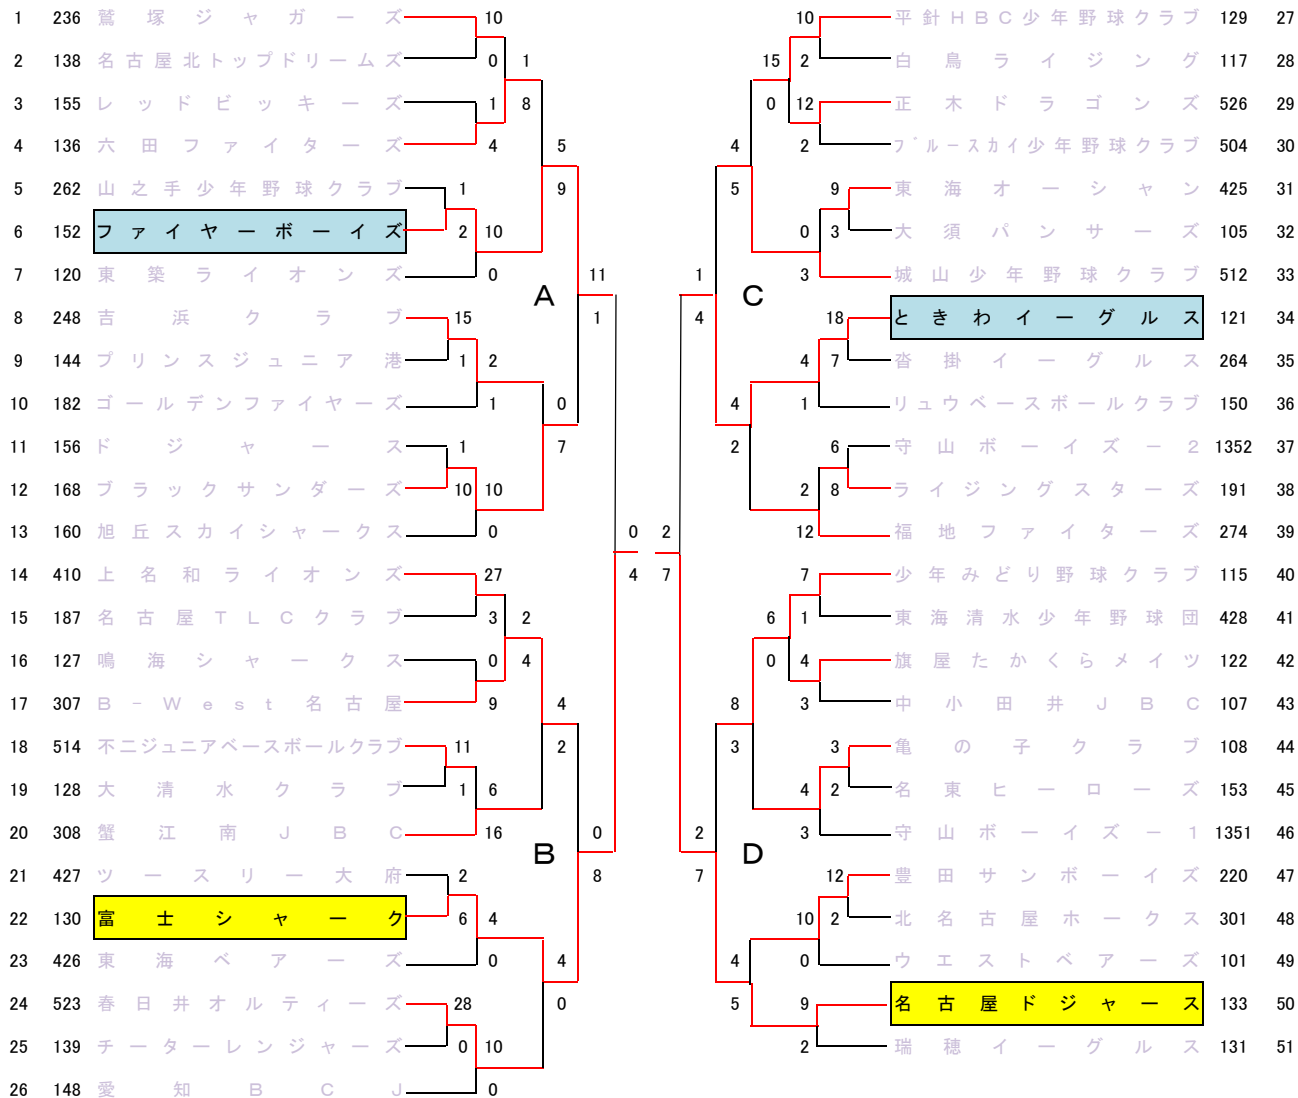 1 236 鷲塚ジャガーズ 10
2 138 名古屋北トップドリームズ 0 1
3 155 レッドビッキーズ 1 8
4 136 六田ファイターズ 4 5
5 262 山之手少年野球クラブ 1 9
6 152 ファイヤーボーイズ 2 10
7 120 東築ライオンズ 0 11
A
8 248 吉浜クラブ 15 1
9 144 プリンスジュニア港 1 2
10 182 ゴールデンファイヤーズ 1 0
11 156 ドジャース 1 7
12 168 ブラックサンダーズ 10 10
13 160 旭丘スカイシャークス 0 0
14 410 上名和ライオンズ 27 4
15 187 名古屋TLCクラブ 3 2
16 127 鳴海シャークス 0 4
17 307 B-West名古屋 9 4
18 514 不二ジュニアベースボールクラブ 11 2
19 128 大清水クラブ 1 6
20 308 蟹江南JBC 16 0
B
21 427 ツースリー大府 2 8
22 130 富士シャーク 6 4
23 426 東海ベアーズ 0 4
24 523 春日井オルティーズ 28 0
25 139 チーターレンジャーズ 0 10
26 148 愛知BCJ 0
10 平針HBC少年野球クラブ 129 27
15 2 白鳥ライジング 117 28
0 12 正木ドラゴンズ 526 29
4 2 ブルースカイ少年野球クラブ 504 30
5 9 東海オーシャン 425 31
0 3 大須パンサーズ 105 32
1 3 城山少年野球クラブ 512 33
C
4 18 ときわイーグルス 121 34
4 7 沓掛イーグルス 264 35
4 1 リュウベースボールクラブ 150 36
2 6 守山ボーイズ-2 1352 37
2 8 ライジングスターズ 191 38
2 12 福地ファイターズ 274 39
7 7 少年みどり野球クラブ 115 40
6 1 東海清水少年野球団 428 41
0 4 旗屋たかくらメイツ 122 42
8 3 中小田井JBC 107 43
3 3 亀の子クラブ 108 44
4 2 名東ヒーローズ 153 45
2 3 守山ボーイズ-1 1351 46
D
7 12 豊田サンボーイズ 220 47
10 2 北名古屋ホークス 301 48
4 0 ウエストベアーズ 101 49
5 9 名古屋ドジャース 133 50
2 瑞穂イーグルス 131 51